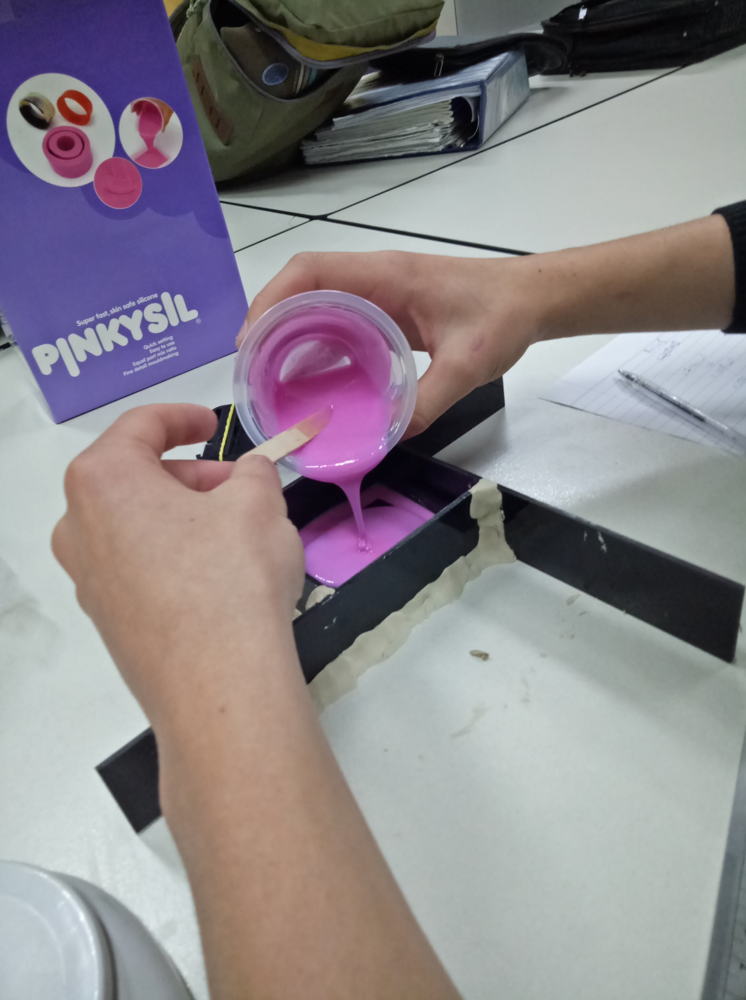 Super fast, skin safe silicone
PINKYSIL®
Quick setting
Easy to use
Equal part mix ratio
Fine detail mouldmaking